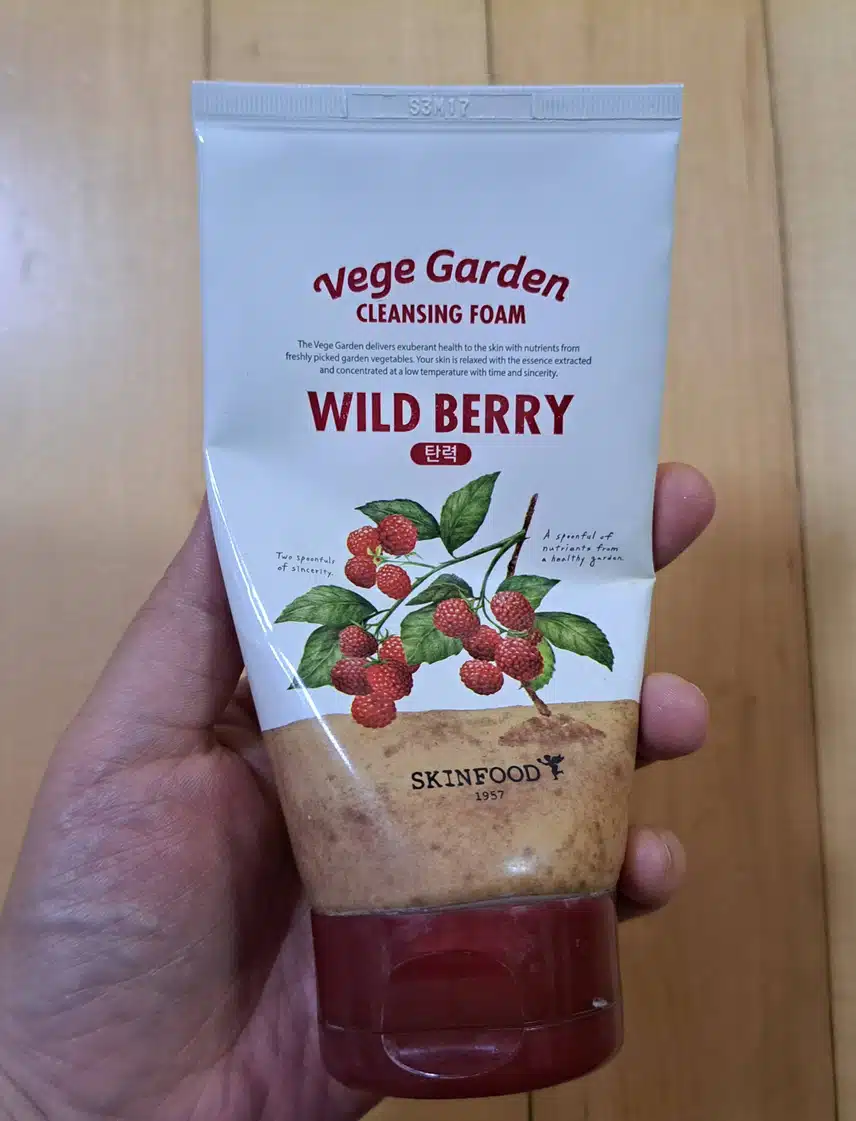 S3M17
Vege Garden
CLEANSING FOAM
The Vege Garden delivers exuberant health to the skin with nutrients from
freshly picked garden vegetables. Your skin is relaxed with the essence extracted
and concentrated at a low temperature with time and sincerity.
WILD BERRY
탄력
A spoonful of
nutrients from
a healthy garden.
Two spoonfuls
of sincerity.
SKINFOOD
1957